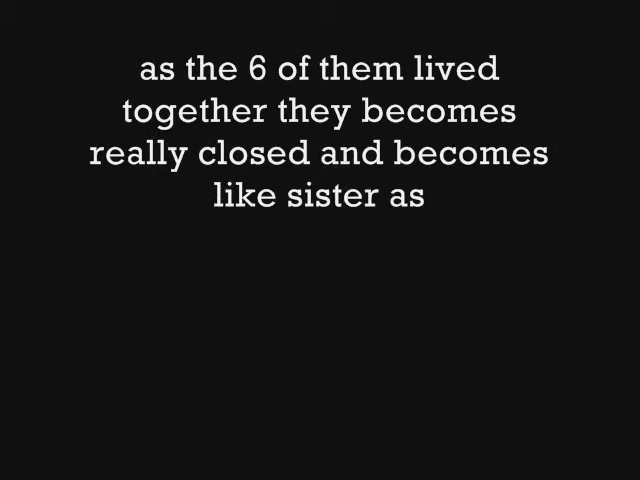 as the 6 of them lived
together they becomes
really closed and becomes
like sister as